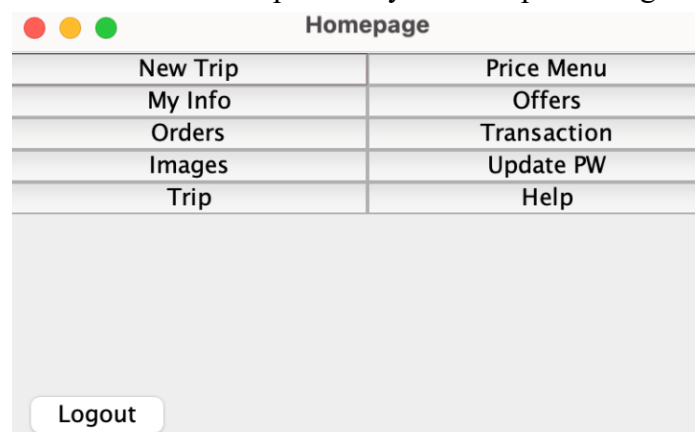 Homepage
New Trip Price Menu
My Info Offers
Orders Transaction
Images Update PW
Trip Help
Logout